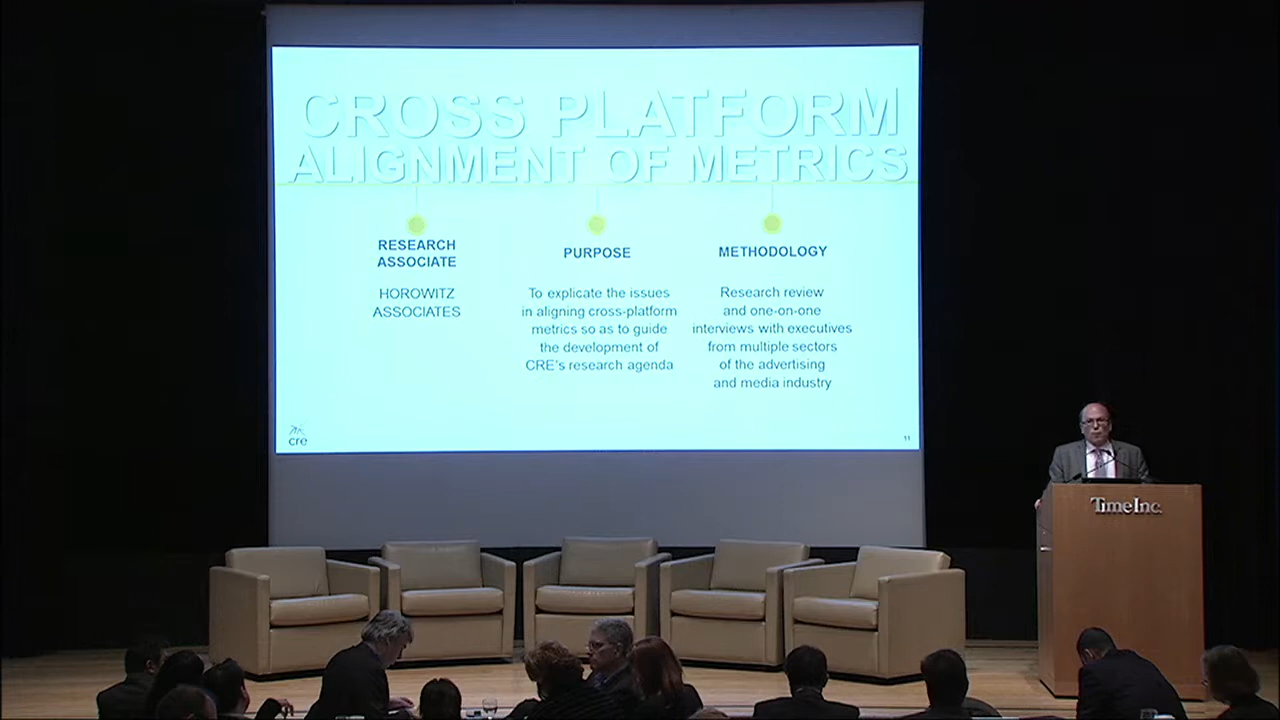 CROSS PLATFORM
ALIGNMENT OF METRICS
RESEARCH
ASSOCIATE
HOROWITZ
ASSOCIATES
PURPOSE
To explicate the issues
in aligning cross-platform
metrics so as to guide
the development of
CRE's research agenda
METHODOLOGY
Research review
and one-on-one
interviews with executives
from multiple sectors
of the advertising
and media industry
cre
11
TimeInc.